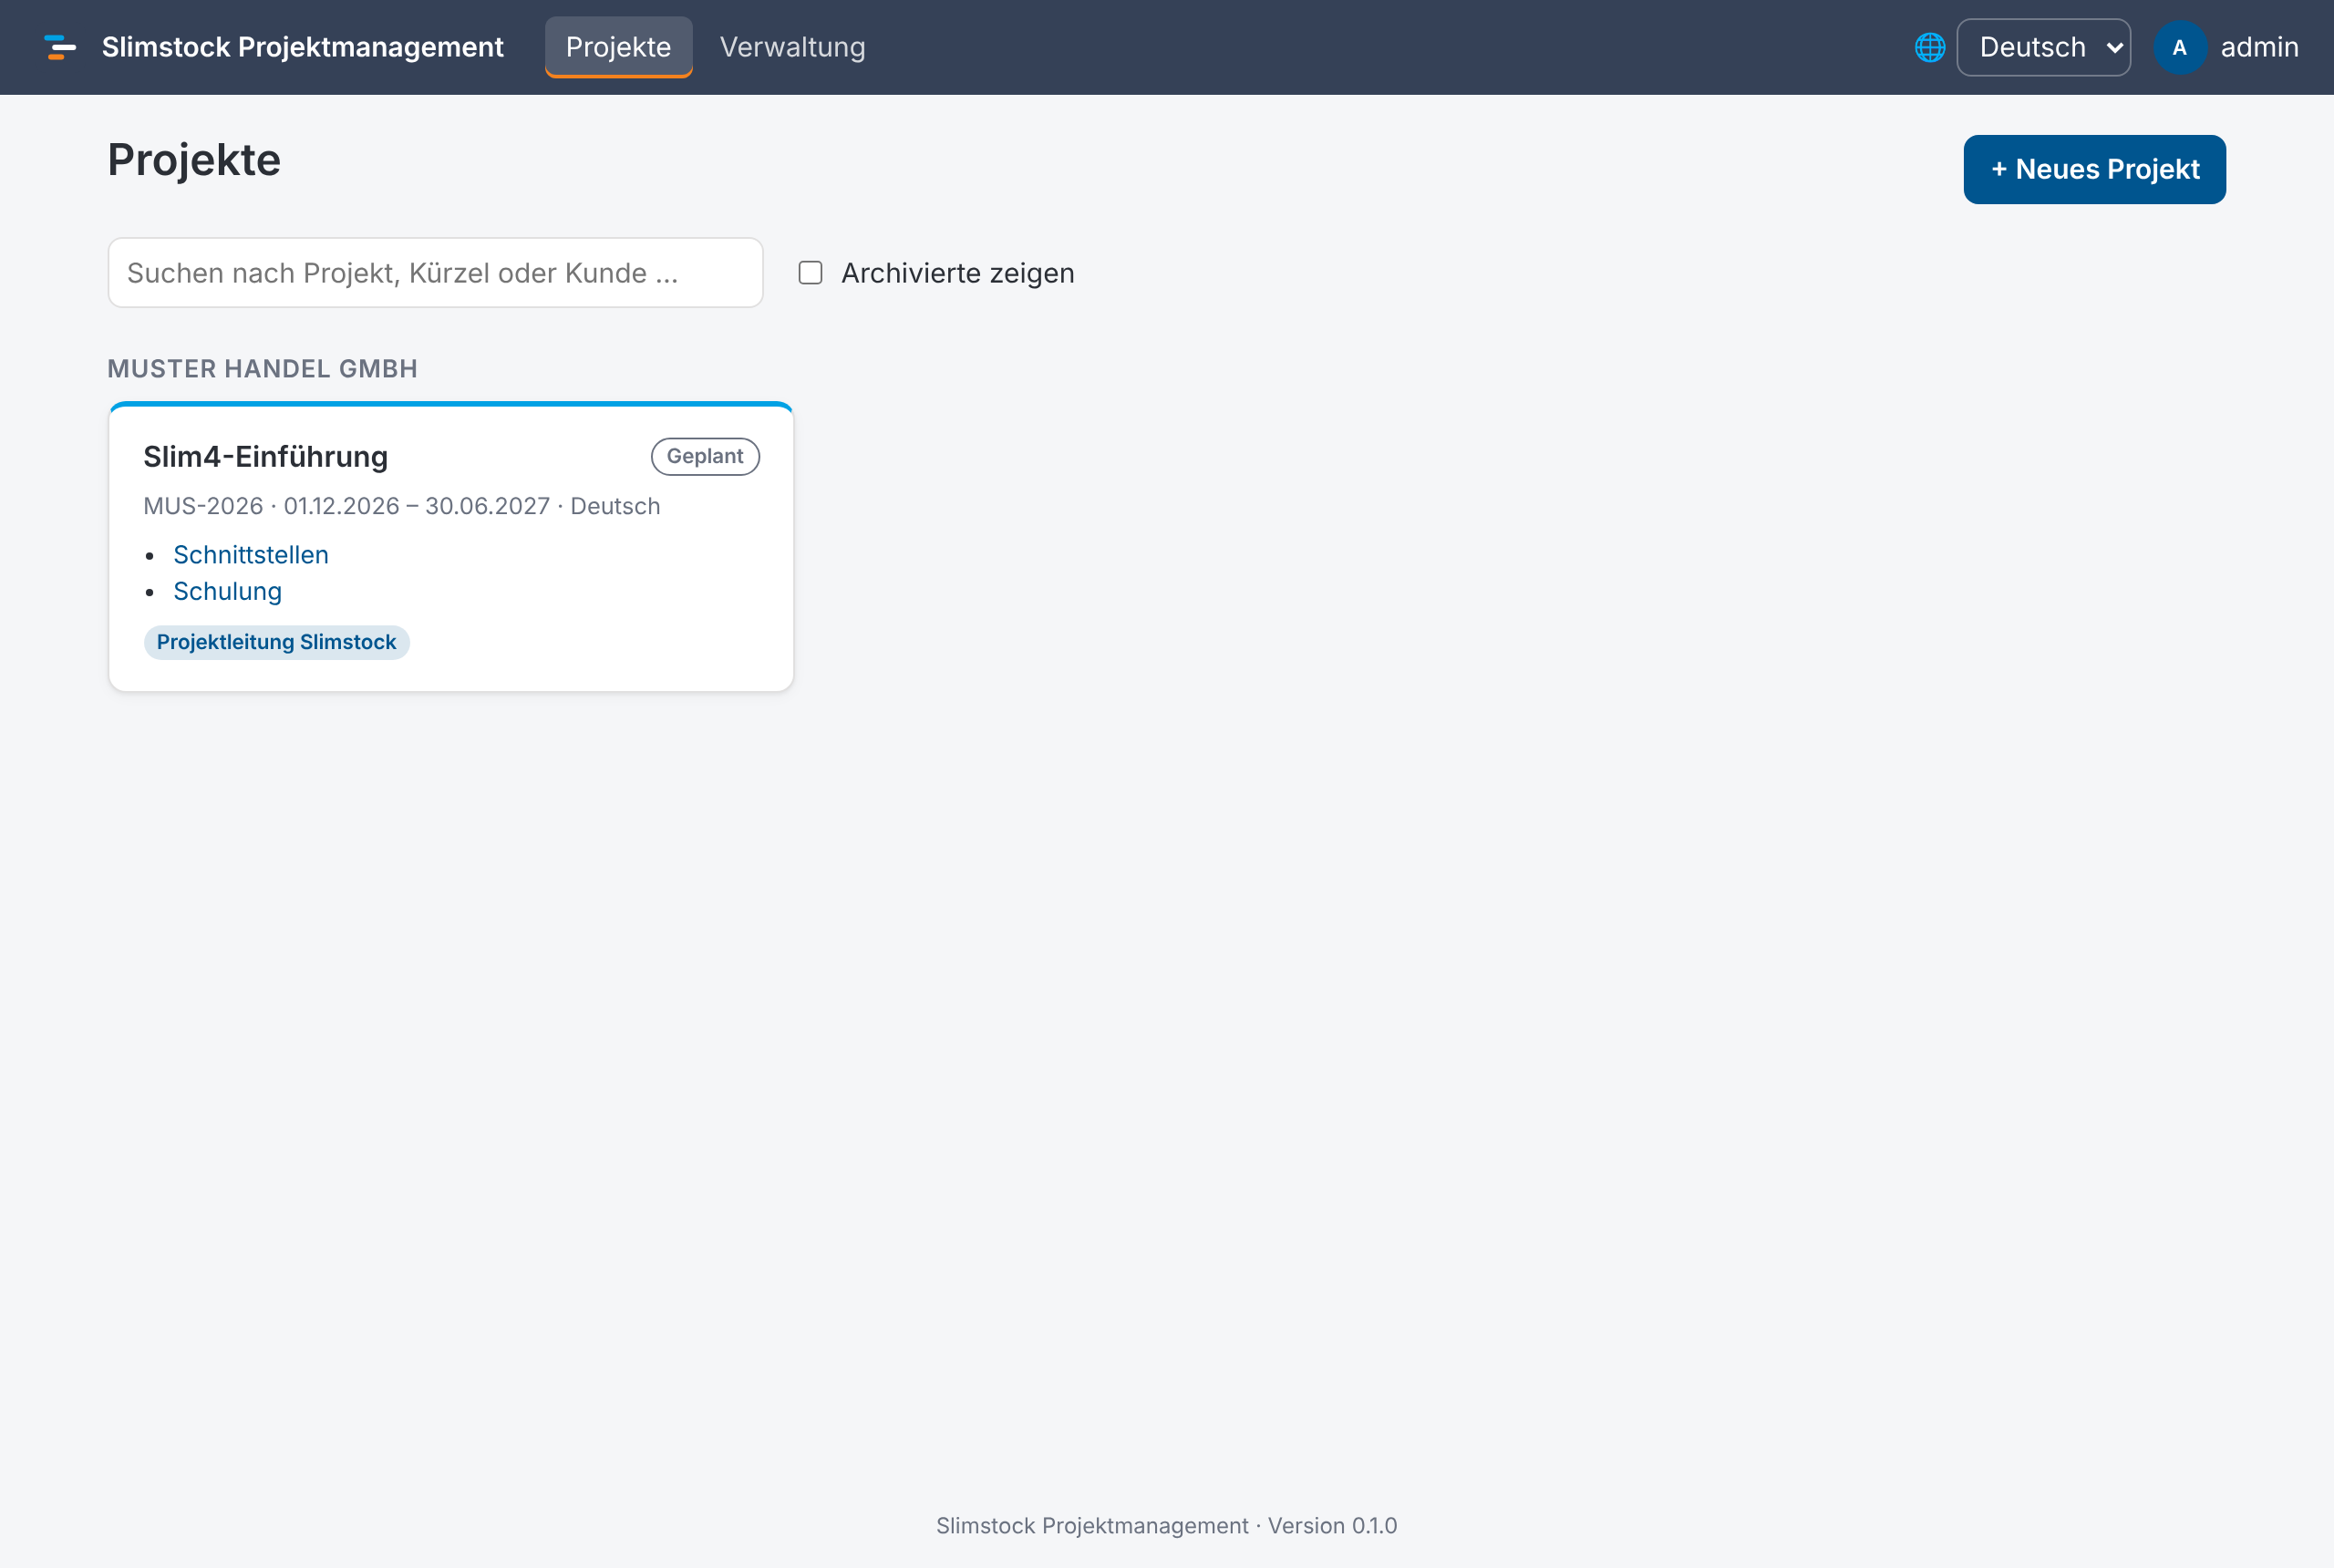 Slimstock Projektmanagement Projekte Verwaltung Deutsch A admin
Projekte
+ Neues Projekt
Suchen nach Projekt, Kürzel oder Kunde ...
Archivierte zeigen
MUSTER HANDEL GMBH
Slim4-Einführung Geplant
MUS-2026 · 01.12.2026 – 30.06.2027 · Deutsch
• Schnittstellen
• Schulung
Projektleitung Slimstock
Slimstock Projektmanagement · Version 0.1.0